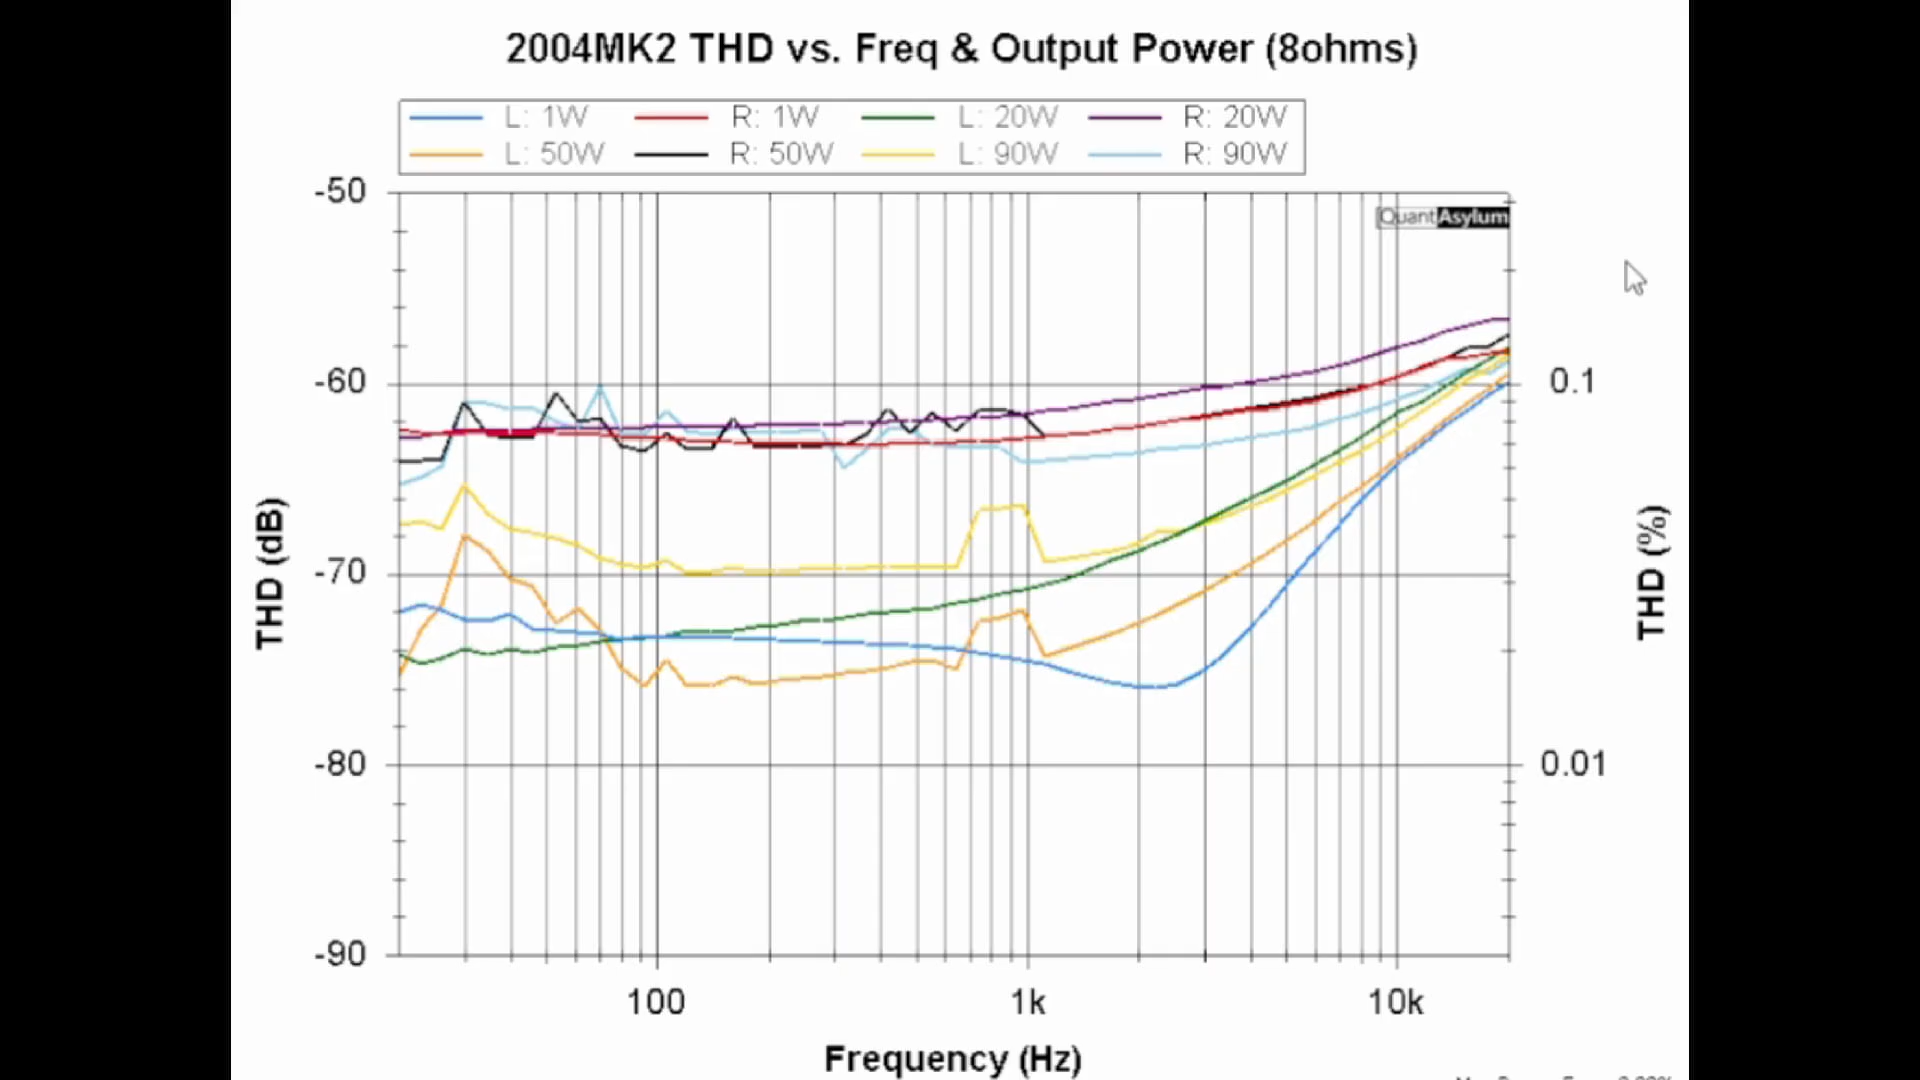 2004MK2 THD vs. Freq & Output Power (8ohms)
L: 1W R: 1W L: 20W R: 20W
L: 50W R: 50W L: 90W R: 90W
QuantAsylum
-50
-60
-70
-80
-90
THD (dB)
0.1
0.01
THD (%)
100 1k 10k
Frequency (Hz)